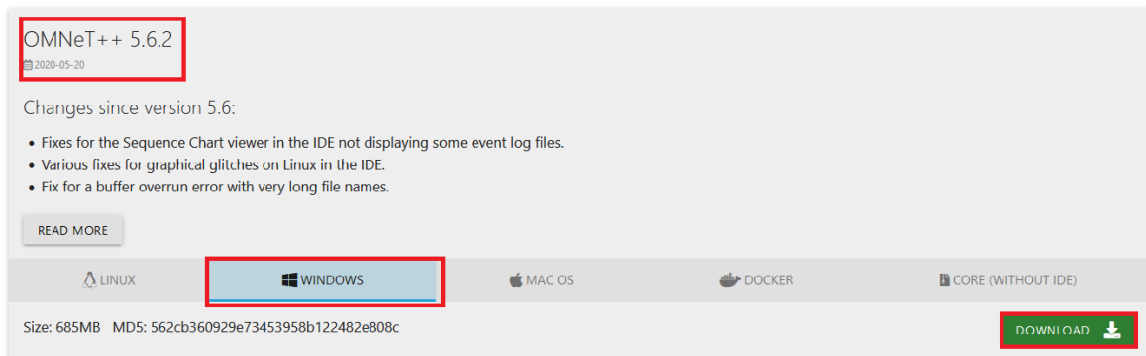 OMNeT++ 5.6.2
2020-05-20
Changes since version 5.6:
• Fixes for the Sequence Chart viewer in the IDE not displaying some event log files.
• Various fixes for graphical glitches on Linux in the IDE.
• Fix for a buffer overrun error with very long file names.
READ MORE
LINUX WINDOWS MAC OS DOCKER CORE (WITHOUT IDE)
Size: 685MB MD5: 562cb360929e73453958b122482e808c DOWNLOAD